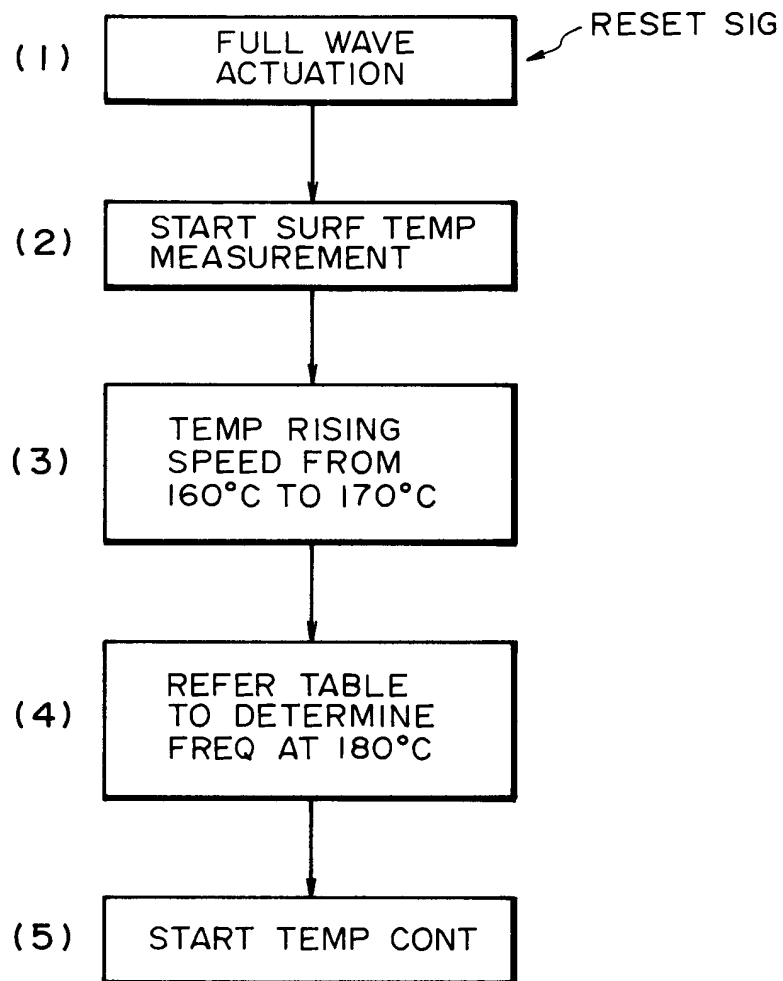 RESET SIG
(1)
FULL WAVE
ACTUATION
(2)
START SURF TEMP
MEASUREMENT
(3)
TEMP RISING
SPEED FROM
160°C TO 170°C
(4)
REFER TABLE
TO DETERMINE
FREQ AT 180°C
(5)
START TEMP CONT